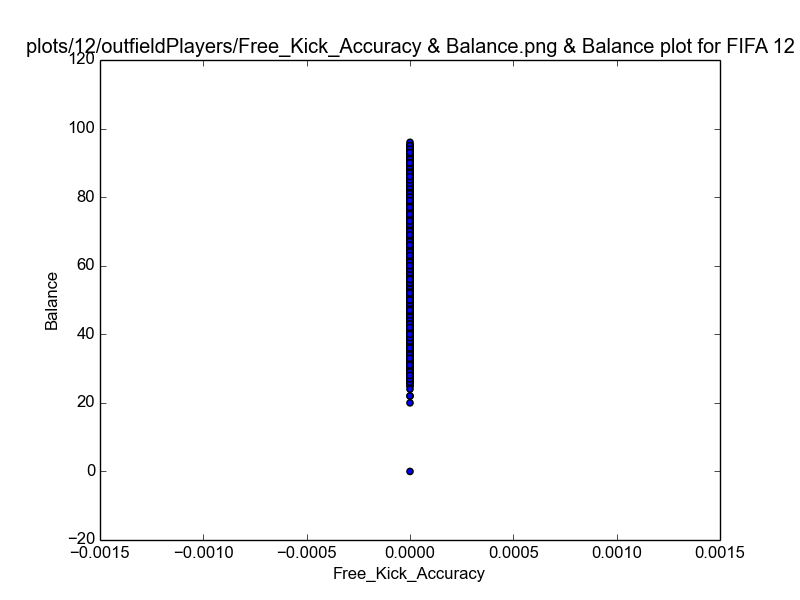 plots/12/outfieldPlayers/Free_Kick_Accuracy & Balance.png & Balance plot for FIFA 12
120
100
80
60
40
20
0
−20
Balance
−0.0015 −0.0010 −0.0005 0.0000 0.0005 0.0010 0.0015
Free_Kick_Accuracy